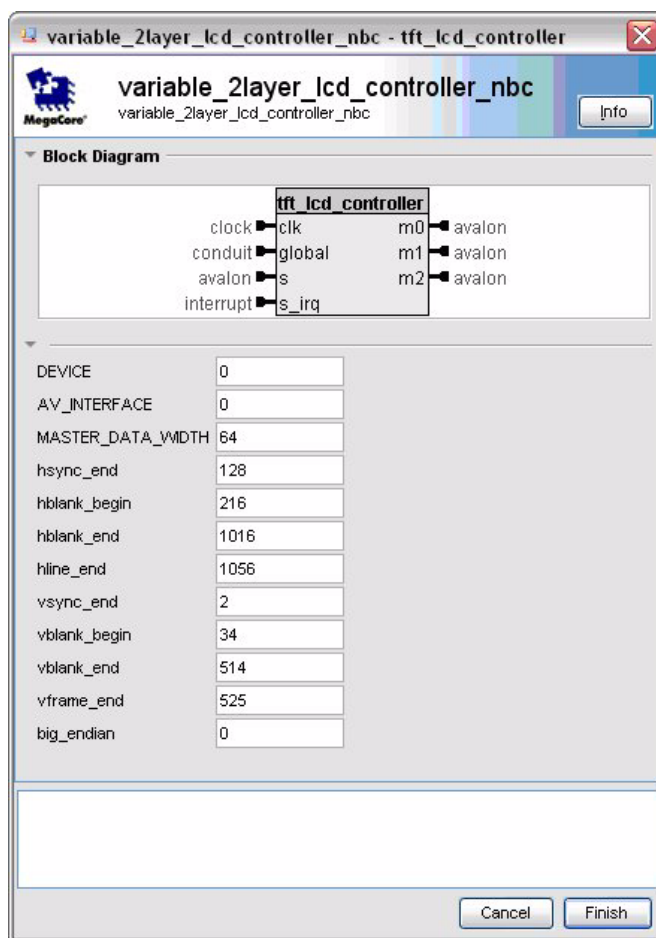 variable_2layer_lcd_controller_nbc - tft_lcd_controller
MegaCore®
variable_2layer_lcd_controller_nbc
variable_2layer_lcd_controller_nbc
Info
Block Diagram
tft_lcd_controller
clock clk m0 avalon
conduit global m1 avalon
avalon s m2 avalon
interrupt s_irq
DEVICE 0
AV_INTERFACE 0
MASTER_DATA_WIDTH 64
hsync_end 128
hblank_begin 216
hblank_end 1016
hline_end 1056
vsync_end 2
vblank_begin 34
vblank_end 514
vframe_end 525
big_endian 0
Cancel Finish